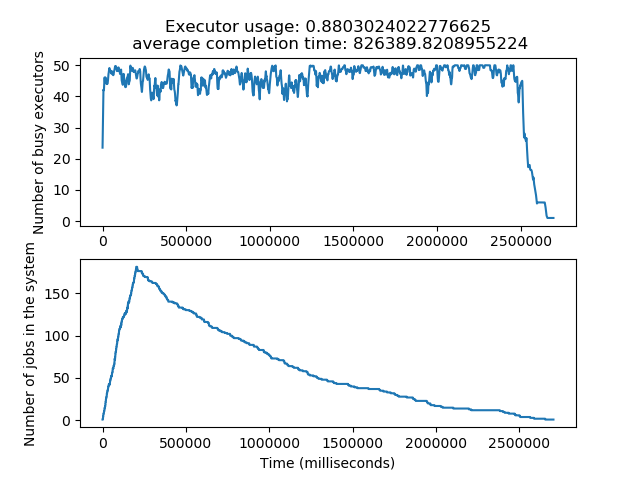 Executor usage: 0.8803024022776625
average completion time: 826389.8208955224
Number of busy executors
50
40
30
20
10
0
0 500000 1000000 1500000 2000000 2500000
Number of jobs in the system
150
100
50
0
0 500000 1000000 1500000 2000000 2500000
Time (milliseconds)